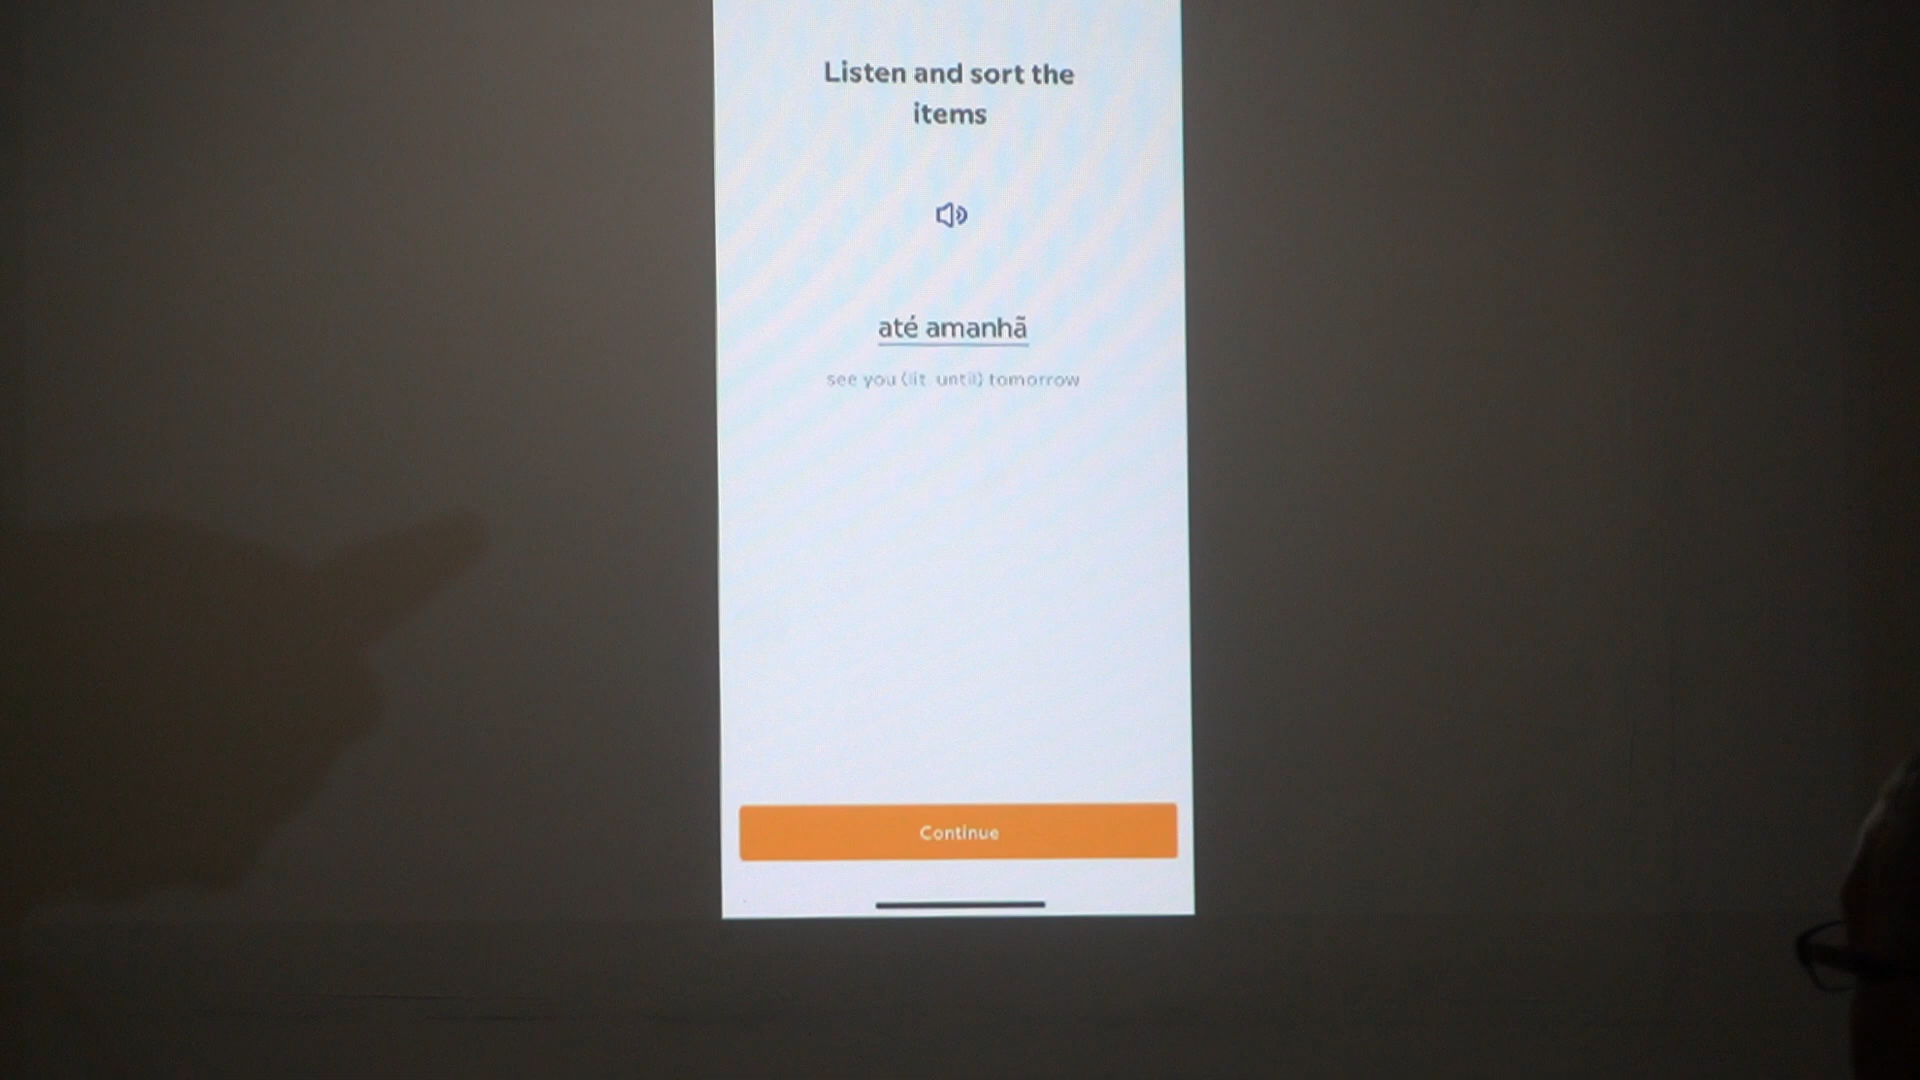 Listen and sort the
items
até amanhã
see you (lit. until) tomorrow
Continue